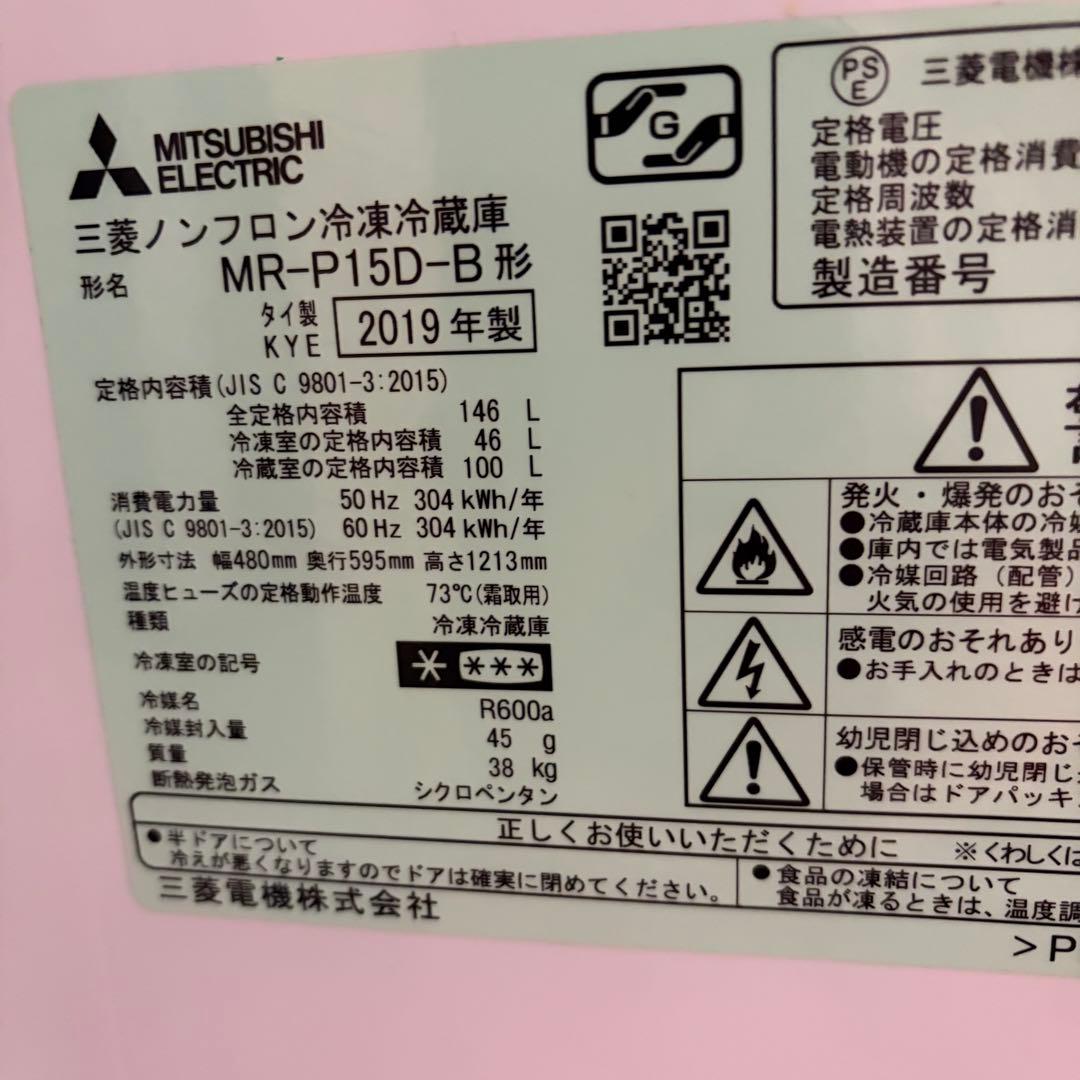 MITSUBISHI
ELECTRIC
三菱ノンフロン冷凍冷蔵庫
形名 MR-P15D-B 形
タイ製
KYE
2019 年製
定格内容積(JIS C 9801-3:2015)
全定格内容積 146 L
冷凍室の定格内容積 46 L
冷蔵室の定格内容積 100 L
消費電力量 50 Hz 304 kWh/年
(JIS C 9801-3:2015) 60 Hz 304 kWh/年
外形寸法 幅480mm 奥行595mm 高さ1213mm
温度ヒューズの定格動作温度 73℃(霜取用)
種類 冷凍冷蔵庫
冷凍室の記号 * ***
冷媒名 R600a
冷媒封入量 45 g
質量 38 kg
断熱発泡ガス シクロペンタン
G
PS
E
三菱電機株
定格電圧
電動機の定格消費
定格周波数
電熱装置の定格消
製造番号
発火・爆発のおそ
●冷蔵庫本体の冷媒
●庫内では電気製品
●冷媒回路(配管)
火気の使用を避け
感電のおそれあり
●お手入れのときは
幼児閉じ込めのおそ
●保管時に幼児閉じ
場合はドアパッキ
正しくお使いいただくために ※くわしくは
●半ドアについて
冷えが悪くなりますのでドアは確実に閉めてください。
●食品の凍結について
食品が凍るときは、温度調
三菱電機株式会社
>P